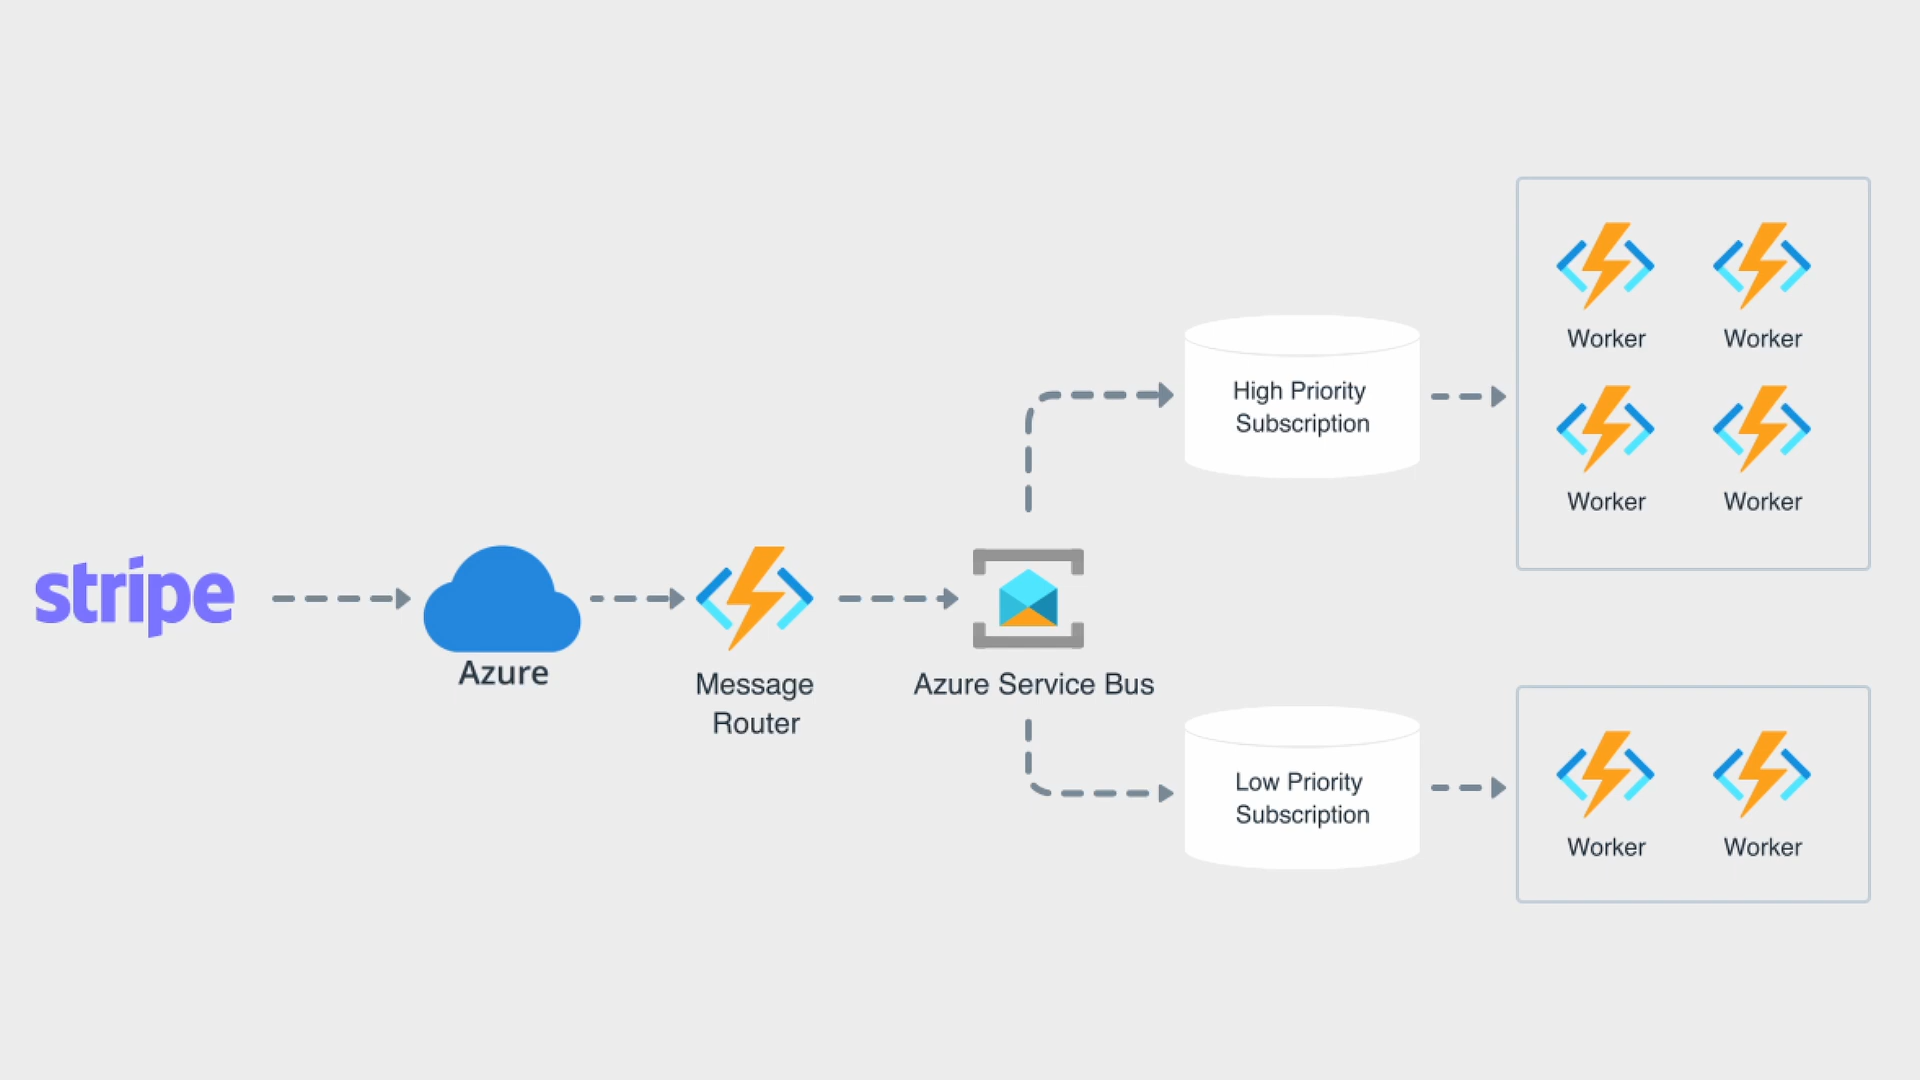 stripe
Azure
Message
Router
Azure Service Bus
High Priority
Subscription
Low Priority
Subscription
Worker
Worker
Worker
Worker
Worker
Worker